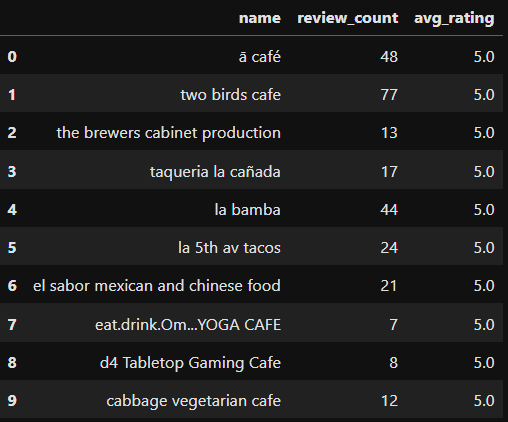 name review_count avg_rating
0 ā café 48 5.0
1 two birds cafe 77 5.0
2 the brewers cabinet production 13 5.0
3 taqueria la cañada 17 5.0
4 la bamba 44 5.0
5 la 5th av tacos 24 5.0
6 el sabor mexican and chinese food 21 5.0
7 eat.drink.Om...YOGA CAFE 7 5.0
8 d4 Tabletop Gaming Cafe 8 5.0
9 cabbage vegetarian cafe 12 5.0